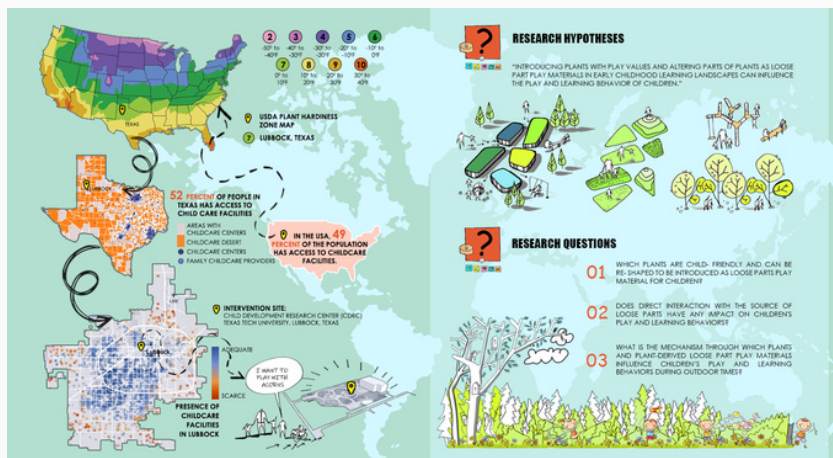 2
3
4
5
6
-50° to
-40°F
-40° to
-30°F
-30° to
-20°F
-20° to
-10°F
-10° to
0°F
7
8
9
10
0° to
10°F
10° to
20°F
20° to
30°F
30° to
40°F
TEXAS
USDA PLANT HARDINESS
ZONE MAP
7 LUBBOCK, TEXAS
LUBBOCK
52 PERCENT OF PEOPLE IN
TEXAS HAS ACCESS TO
CHILD CARE FACILITIES
AREAS WITH
CHILDCARE CENTERS
CHILDCARE DESERT
CHILDCARE CENTERS
FAMILY CHILDCARE PROVIDERS
IN THE USA, 49
PERCENT OF THE POPULATION
HAS ACCESS TO CHILDCARE
FACILITIES.
INTERVENTION SITE:
CHILD DEVELOPMENT RESEARCH CENTER (CDRC)
TEXAS TECH UNIVERSITY, LUBBOCK, TEXAS
Lubbock
ADEQUATE
SCARCE
I WANT TO
PLAY WITH
ACORNS
PRESENCE OF
CHILDCARE
FACILITIES
IN LUBBOCK
?
RESEARCH HYPOTHESES
"INTRODUCING PLANTS WITH PLAY VALUES AND ALTERING PARTS OF PLANTS AS LOOSE
PART PLAY MATERIALS IN EARLY CHILDHOOD LEARNING LANDSCAPES CAN INFLUENCE
THE PLAY AND LEARNING BEHAVIOR OF CHILDREN."
?
RESEARCH QUESTIONS
01 WHICH PLANTS ARE CHILD- FRIENDLY AND CAN BE
RE- SHAPED TO BE INTRODUCED AS LOOSE PARTS PLAY
MATERIAL FOR CHILDREN?
02 DOES DIRECT INTERACTION WITH THE SOURCE OF
LOOSE PARTS HAVE ANY IMPACT ON CHILDREN'S
PLAY AND LEARNING BEHAVIORS?
03 WHAT IS THE MECHANISM THROUGH WHICH PLANTS
AND PLANT-DERIVED LOOSE PART PLAY MATERIALS
INFLUENCE CHILDREN'S PLAY AND LEARNING
BEHAVIORS DURING OUTDOOR TIMES?